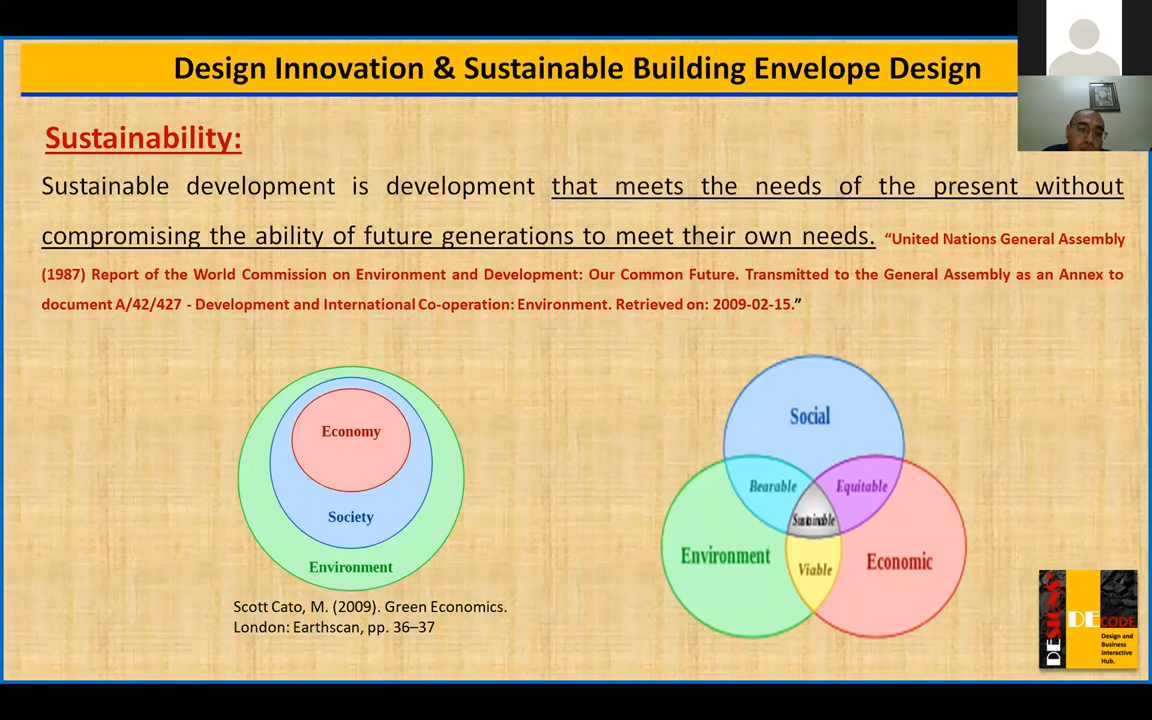 Design Innovation & Sustainable Building Envelope Design
Sustainability:
Sustainable development is development that meets the needs of the present without
compromising the ability of future generations to meet their own needs. “United Nations General Assembly
(1987) Report of the World Commission on Environment and Development: Our Common Future. Transmitted to the General Assembly as an Annex to
document A/42/427 - Development and International Co-operation: Environment. Retrieved on: 2009-02-15.”
Economy
Society
Environment
Scott Cato, M. (2009). Green Economics.
London: Earthscan, pp. 36–37
Social
Bearable
Equitable
Sustainable
Environment
Viable
Economic
DESIGNS
DECODE
Design and
Business
Interactive
Hub.